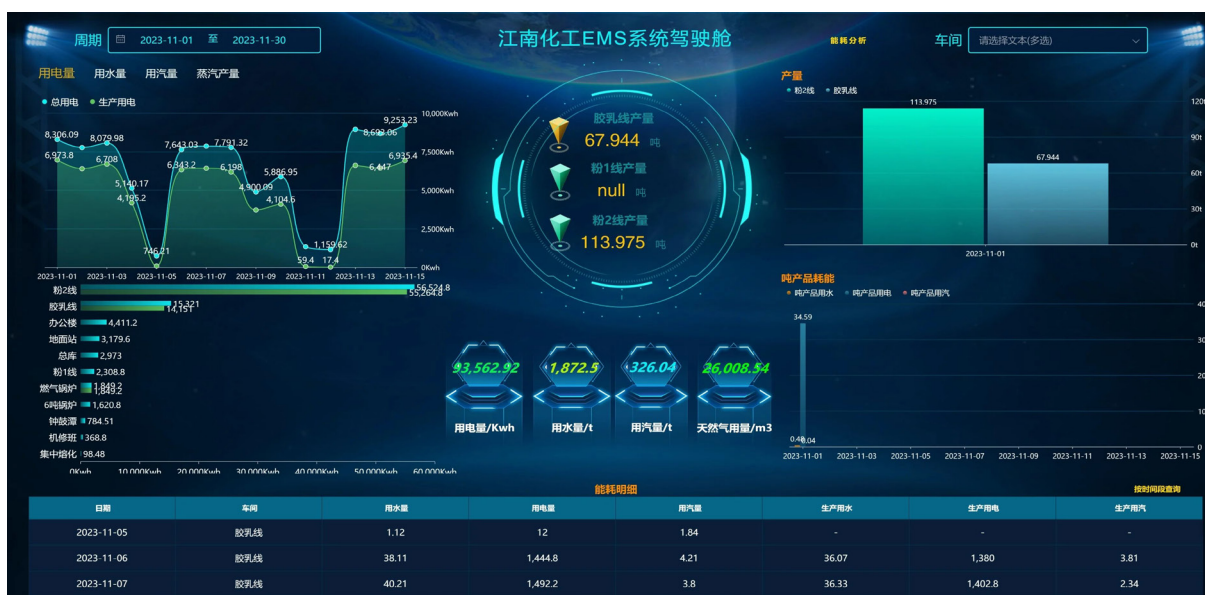 周期 2023-11-01 至 2023-11-30
江南化工EMS系统驾驶舱
能耗分析
车间 请选择文本(多选)
用电量 用水量 用汽量 蒸汽产量
总用电 生产用电
10,000Kwh
7,500Kwh
5,000Kwh
2,500Kwh
0Kwh
8,306.09 8,079.98 5,140.17 746.21 7,643.03 7,791.32 4,900.09 5,886.95 1,159.62 8,693.06 9,253.23
6,973.8 6,708 4,195.2 6,343.2 6,198 4,104.6 59.4 17.4 6,447 6,935.4
2023-11-01 2023-11-03 2023-11-05 2023-11-07 2023-11-09 2023-11-11 2023-11-13 2023-11-15
粉2线 56,524.8 55,264.8
胶乳线 15,321 14,151
办公楼 4,411.2
地面站 3,179.6
总库 2,973
粉1线 2,308.8
燃气锅炉 1,849.2 1,849.2
6吨锅炉 1,620.8
钟鼓潭 784.51
机修班 368.8
集中熔化 98.48
0Kwh 10,000Kwh 20,000Kwh 30,000Kwh 40,000Kwh 50,000Kwh 60,000Kwh
胶乳线产量
67.944 吨
粉1线产量
null 吨
粉2线产量
113.975 吨
93,562.92 1,872.5 326.04 26,008.54
用电量/Kwh 用水量/t 用汽量/t 天然气用量/m3
产量
粉2线 胶乳线
113.975
67.944
120t
90t
60t
30t
0t
2023-11-01
吨产品耗能
吨产品用水 吨产品用电 吨产品用汽
34.59
0.04
40
30
20
10
0
2023-11-01 2023-11-03 2023-11-05 2023-11-07 2023-11-09 2023-11-11 2023-11-13 2023-11-15
能耗明细
按时间段查询
日期 车间 用水量 用电量 用汽量 生产用水 生产用电 生产用汽
2023-11-05 胶乳线 1.12 12 1.84 - - -
2023-11-06 胶乳线 38.11 1,444.8 4.21 36.07 1,380 3.81
2023-11-07 胶乳线 40.21 1,492.2 3.8 36.33 1,402.8 2.34